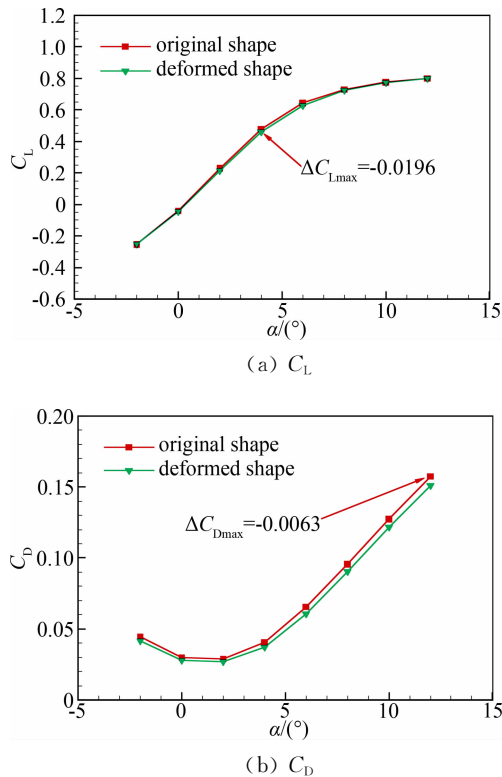 original shape
deformed shape
1.0
0.8
0.6
0.4
0.2
0
-0.2
-0.4
-0.6
C_L
ΔC_Lmax=-0.0196
-5 0 5 10 15
α/(°)
(a) C_L
0.20
0.15
0.10
0.05
0
original shape
deformed shape
C_D
ΔC_Dmax=-0.0063
-5 0 5 10 15
α/(°)
(b) C_D